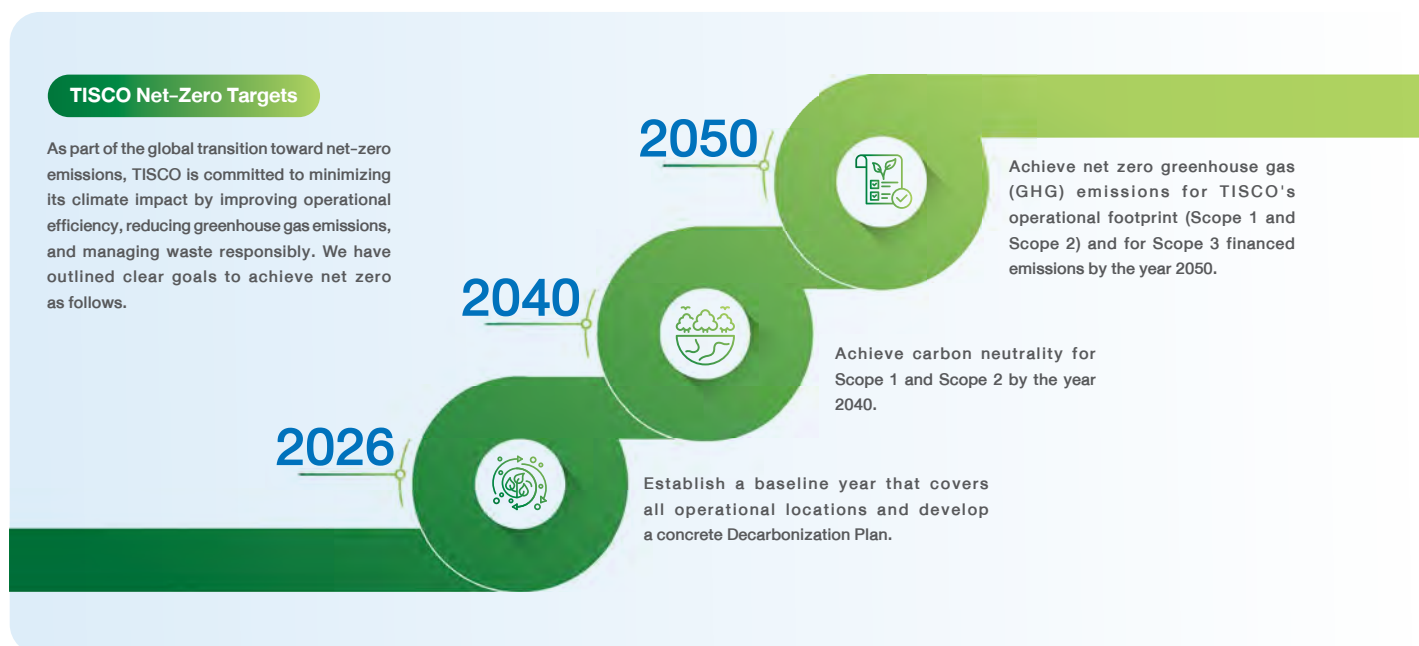 TISCO Net-Zero Targets
As part of the global transition toward net-zero
emissions, TISCO is committed to minimizing
its climate impact by improving operational
efficiency, reducing greenhouse gas emissions,
and managing waste responsibly. We have
outlined clear goals to achieve net zero
as follows.
2050
Achieve net zero greenhouse gas
(GHG) emissions for TISCO's
operational footprint (Scope 1 and
Scope 2) and for Scope 3 financed
emissions by the year 2050.
2040
Achieve carbon neutrality for
Scope 1 and Scope 2 by the year
2040.
2026
Establish a baseline year that covers
all operational locations and develop
a concrete Decarbonization Plan.